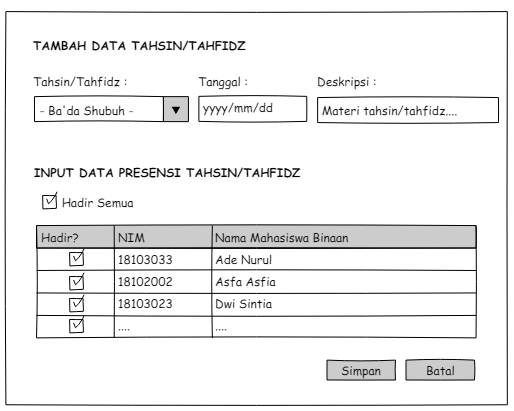 TAMBAH DATA TAHSIN/TAHFIDZ
Tahsin/Tahfidz : Tanggal : Deskripsi :
- Ba'da Shubuh - yyyy/mm/dd Materi tahsin/tahfidz....
INPUT DATA PRESENSI TAHSIN/TAHFIDZ
Hadir Semua
Hadir? NIM Nama Mahasiswa Binaan
18103033 Ade Nurul
18102002 Asfa Asfia
18103023 Dwi Sintia
.... ....
Simpan Batal